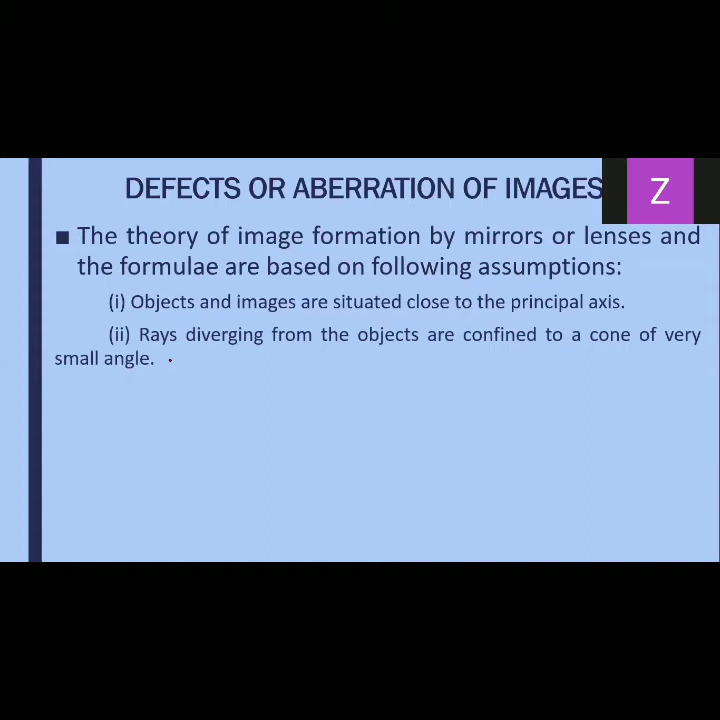 DEFECTS OR ABERRATION OF IMAGES
Z
■ The theory of image formation by mirrors or lenses and
the formulae are based on following assumptions:
(i) Objects and images are situated close to the principal axis.
(ii) Rays diverging from the objects are confined to a cone of very
small angle.